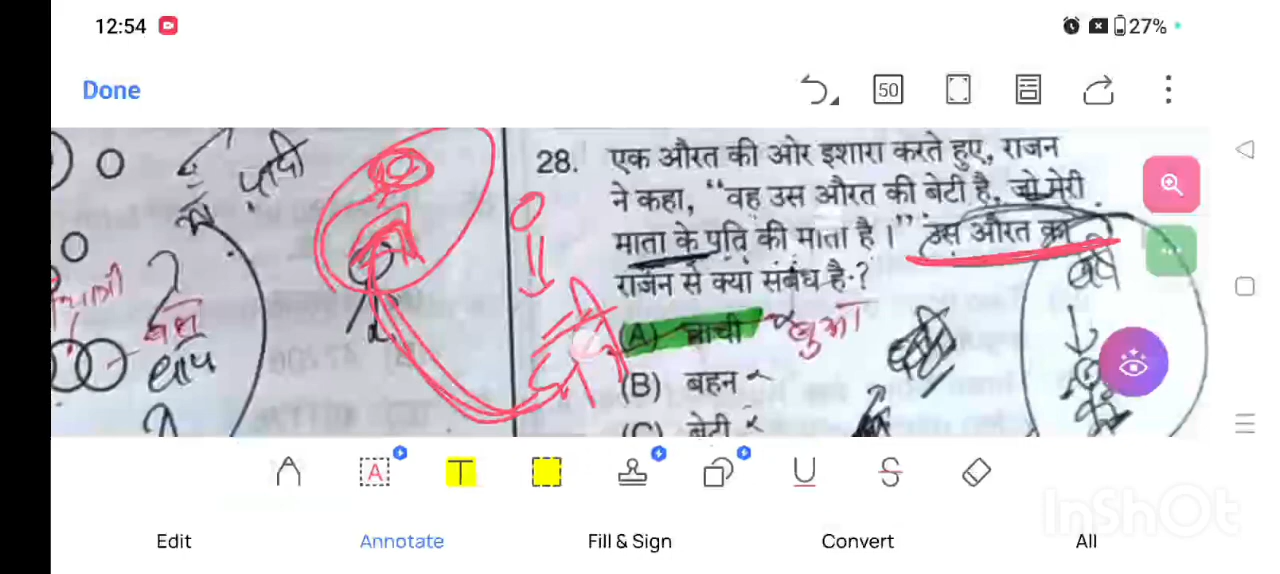 12:54
27%
Done
50
28. एक औरत की ओर इशारा करते हुए, राजन
ने कहा, "वह उस औरत की बेटी है, जो मेरी
माता के पति की माता है।" उस औरत का
राजन से क्या संबंध है?
(A) चाची
बुआ
(B) बहन
(C) बेटी
A
T
U
S
Edit
Annotate
Fill & Sign
Convert
All
InShOt